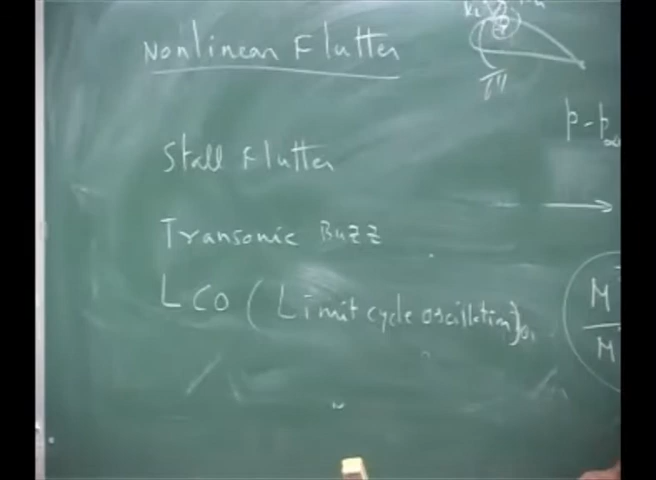 Nonlinear Flutter
Stall Flutter
Transonic Buzz
LCO (Limit cycle oscillation)
p - p∞
M
M